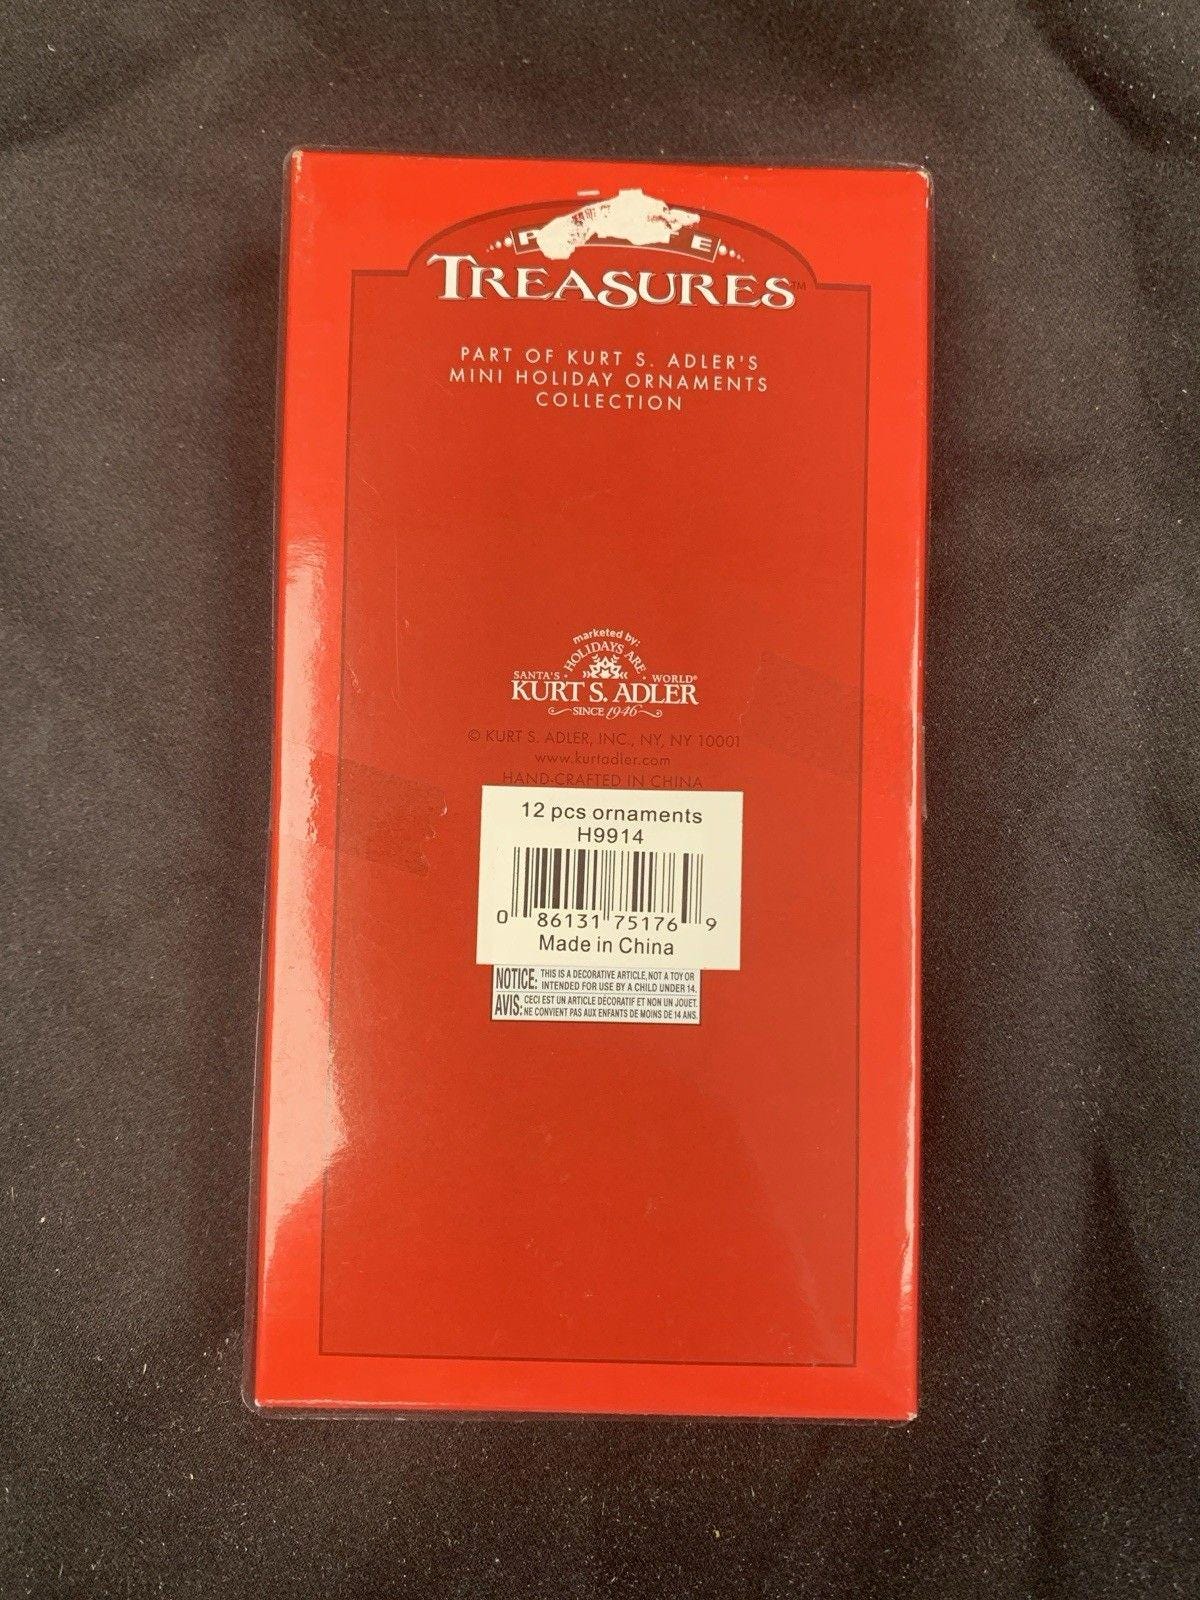 TREASURES™
PART OF KURT S. ADLER'S
MINI HOLIDAY ORNAMENTS
COLLECTION
marketed by:
HOLIDAYS ARE
SANTA'S WORLD®
KURT S. ADLER
SINCE 1946
© KURT S. ADLER, INC., NY, NY 10001
www.kurtadler.com
HAND-CRAFTED IN CHINA
12 pcs ornaments
H9914
0 86131 75176 9
Made in China
NOTICE: THIS IS A DECORATIVE ARTICLE, NOT A TOY OR
INTENDED FOR USE BY A CHILD UNDER 14.
AVIS: CECI EST UN ARTICLE DÉCORATIF ET NON UN JOUET.
NE CONVIENT PAS AUX ENFANTS DE MOINS DE 14 ANS.